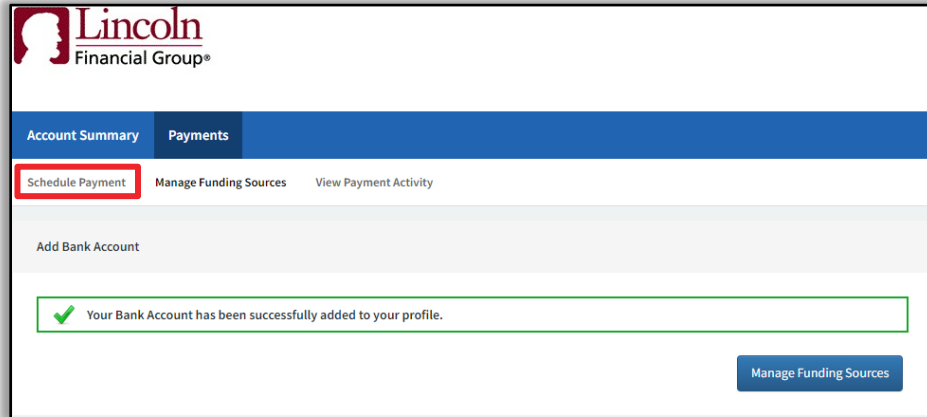 Lincoln
Financial Group®
Account Summary Payments
Schedule Payment Manage Funding Sources View Payment Activity
Add Bank Account
Your Bank Account has been successfully added to your profile.
Manage Funding Sources